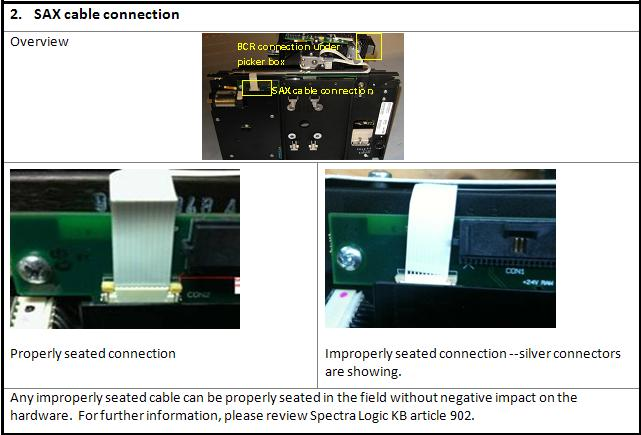 2. SAX cable connection
Overview
BCR connection under
picker box
SAX cable connection
CON2
CON1
+24V RAW
Properly seated connection
Improperly seated connection --silver connectors
are showing.
Any improperly seated cable can be properly seated in the field without negative impact on the
hardware. For further information, please review Spectra Logic KB article 902.